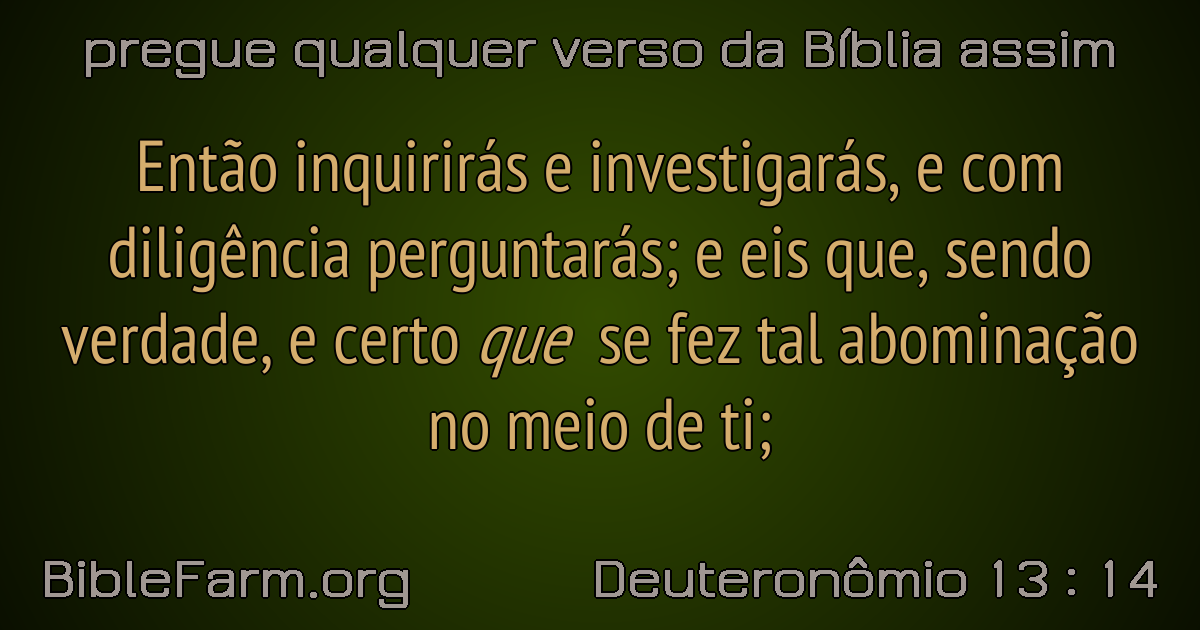 pregue qualquer verso da Bíblia assim
Então inquirirás e investigarás, e com
diligência perguntarás; e eis que, sendo
verdade, e certo que se fez tal abominação
no meio de ti;
BibleFarm.org
Deuteronômio 13 : 14